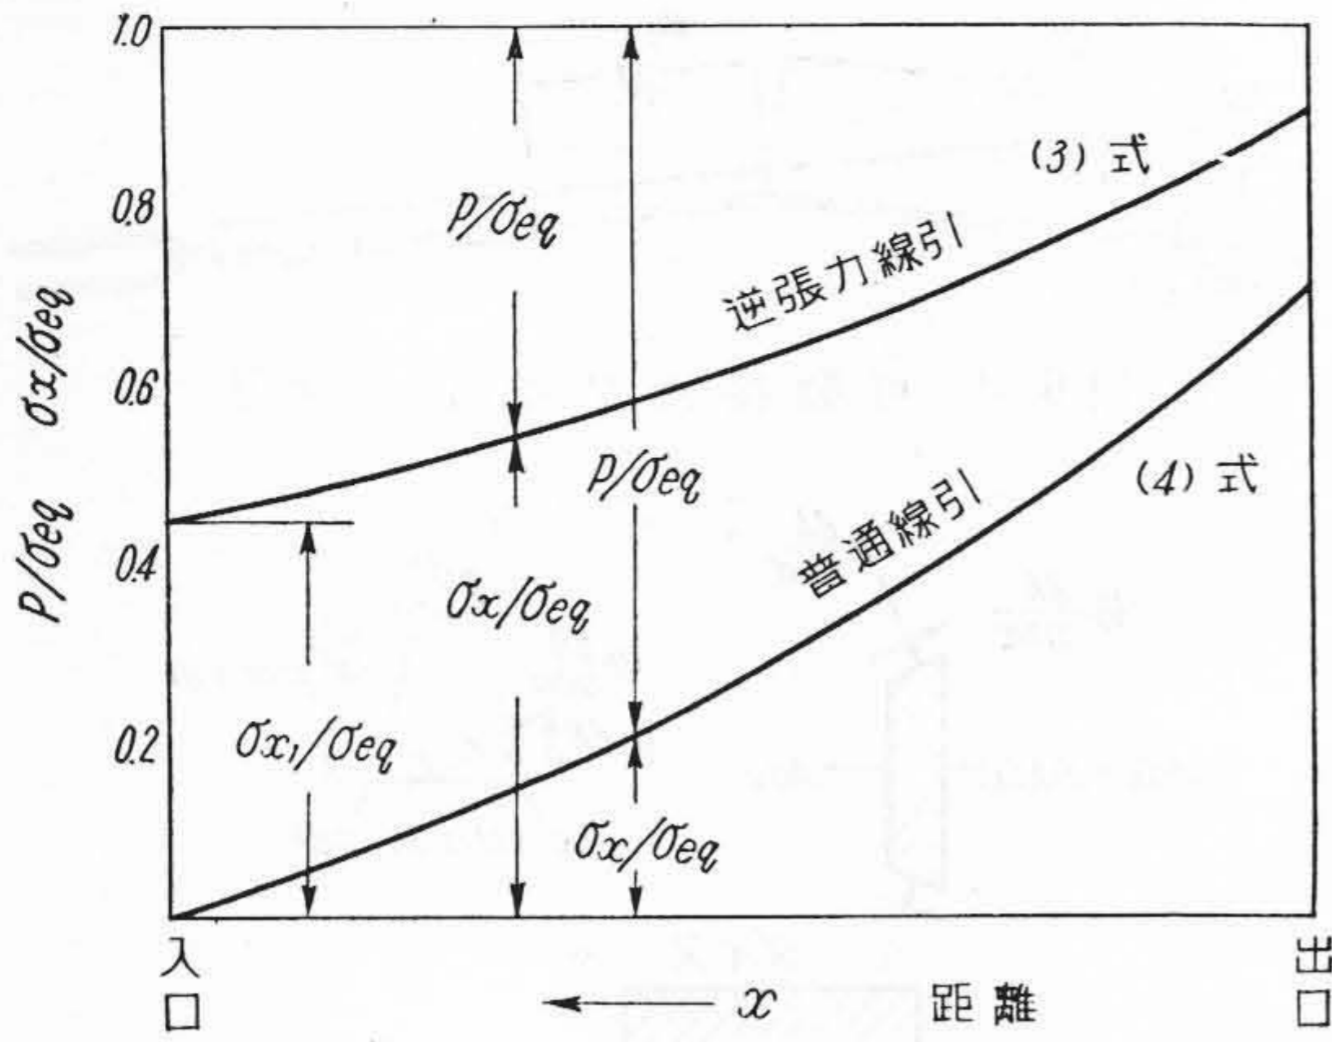 1.0
0.8
0.6
0.4
0.2
P/σeq σx/σeq
p/σeq
(3) 式
逆張力線引
p/σeq
(4) 式
普通線引
σx/σeq
σx₁/σeq
σx/σeq
入口
x 距離
出口